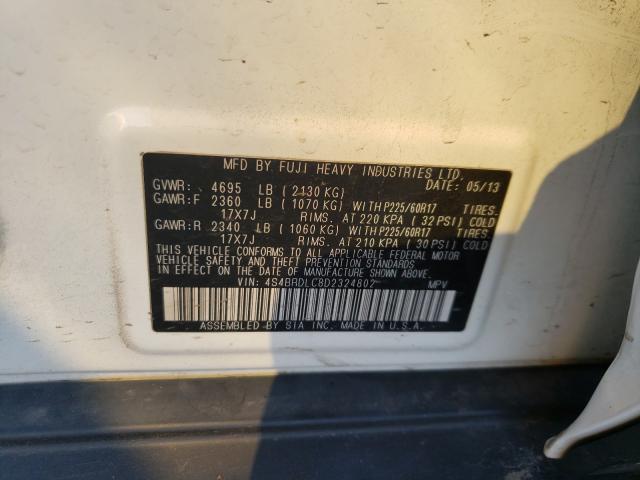 MFD BY FUJI HEAVY INDUSTRIES LTD.
GVWR: 4695 LB (2130 KG) DATE: 05/13
GAWR:F 2360 LB (1070 KG) WITH P225/60R17 TIRES.
17X7J RIMS. AT 220 KPA (32 PSI) COLD
GAWR:R 2340 LB (1060 KG) WITH P225/60R17 TIRES.
17X7J RIMS. AT 210 KPA (30 PSI) COLD
THIS VEHICLE CONFORMS TO ALL APPLICABLE FEDERAL MOTOR
VEHICLE SAFETY AND BUMPER STANDARDS IN EFFECT ON THE
DATE OF MANUFACTURE SHOWN ABOVE.
VIN: 4S4BRDLC8D2324802 MPV
ASSEMBLED BY SIA INC. MADE IN U.S.A.